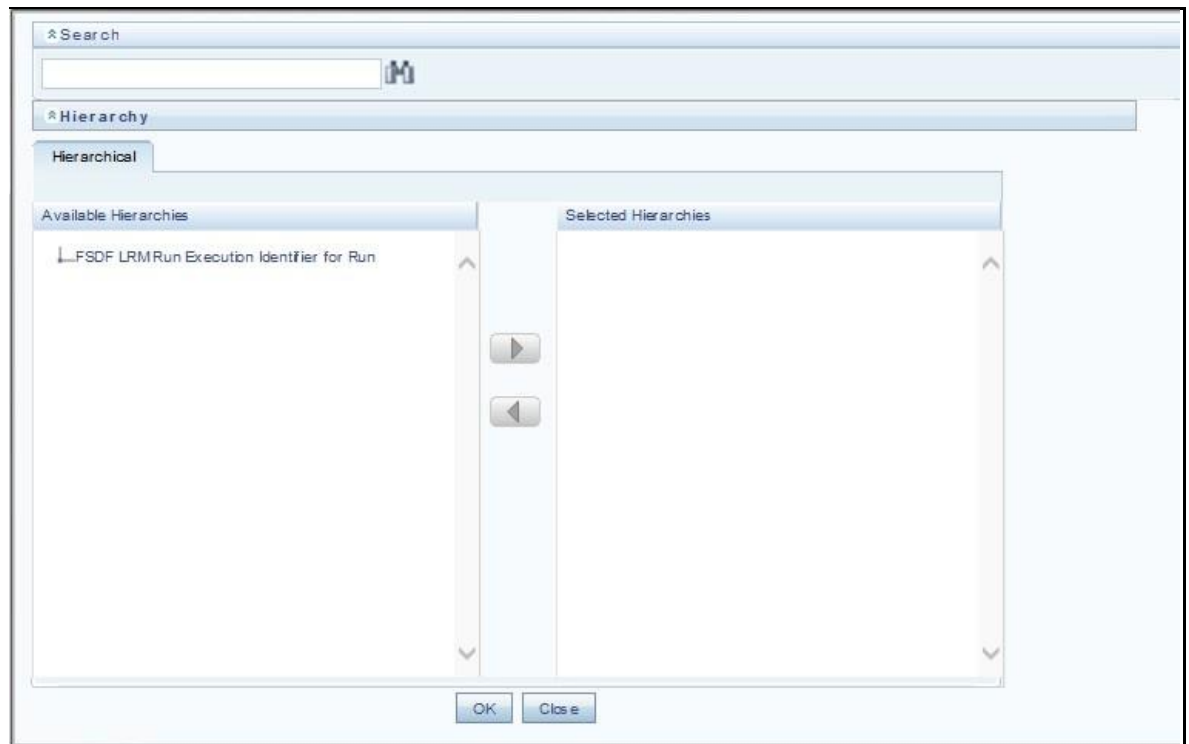 Search
Hierarchy
Hierarchical
Available Hierarchies
Selected Hierarchies
FSDF LRM Run Execution Identifier for Run
OK
Close